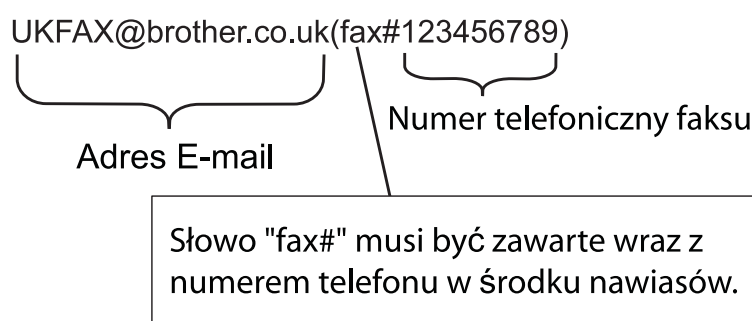 UKFAX@brother.co.uk(fax#123456789)
Numer telefoniczny faksu
Adres E-mail
Słowo "fax#" musi być zawarte wraz z
numerem telefonu w środku nawiasów.